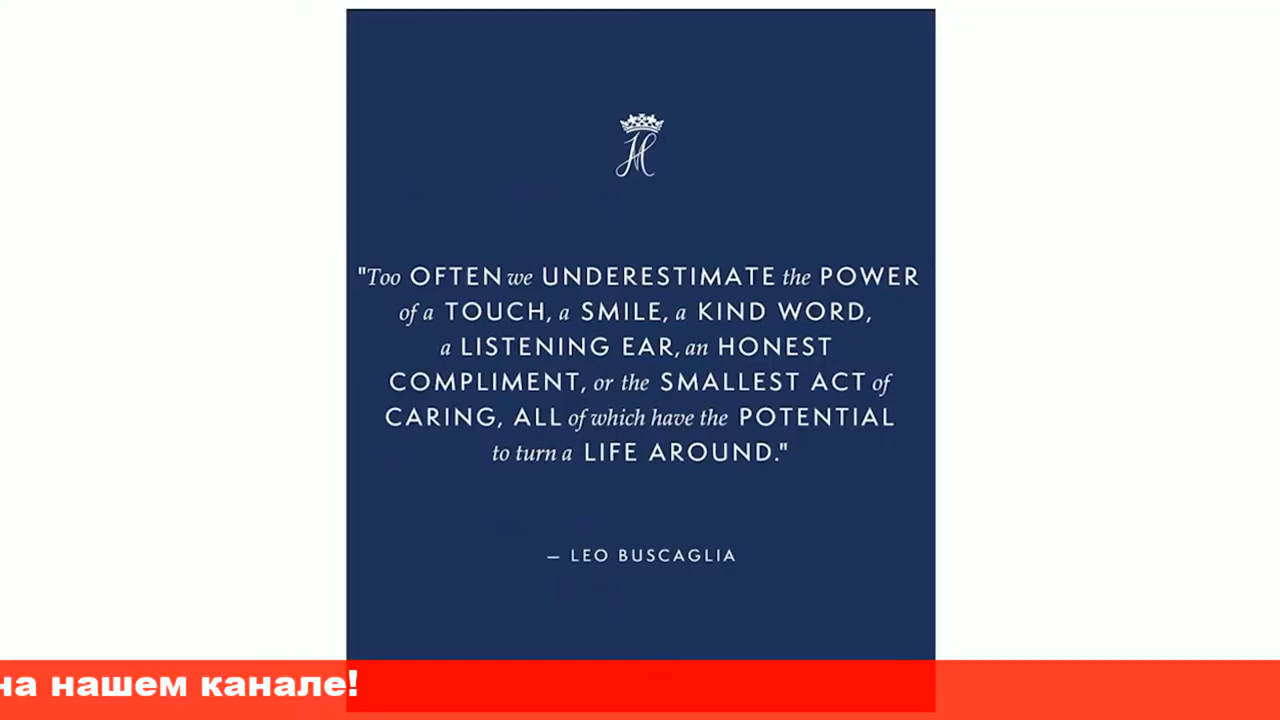 "Too OFTEN we UNDERESTIMATE the POWER
of a TOUCH, a SMILE, a KIND WORD,
a LISTENING EAR, an HONEST
COMPLIMENT, or the SMALLEST ACT of
CARING, ALL of which have the POTENTIAL
to turn a LIFE AROUND."
— LEO BUSCAGLIA
на нашем канале!